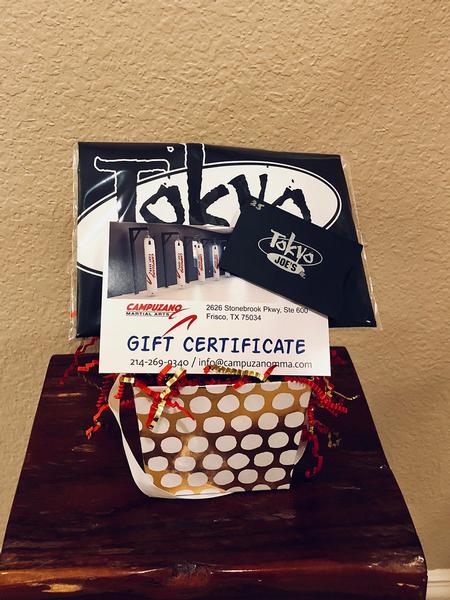 Tokyo
25
Tokyo
JOE'S
CAMPUZANO
MARTIAL ARTS
2626 Stonebrook Pkwy, Ste 600
Frisco, TX 75034
GIFT CERTIFICATE
214-269-9340 / info@campuzanomma.com